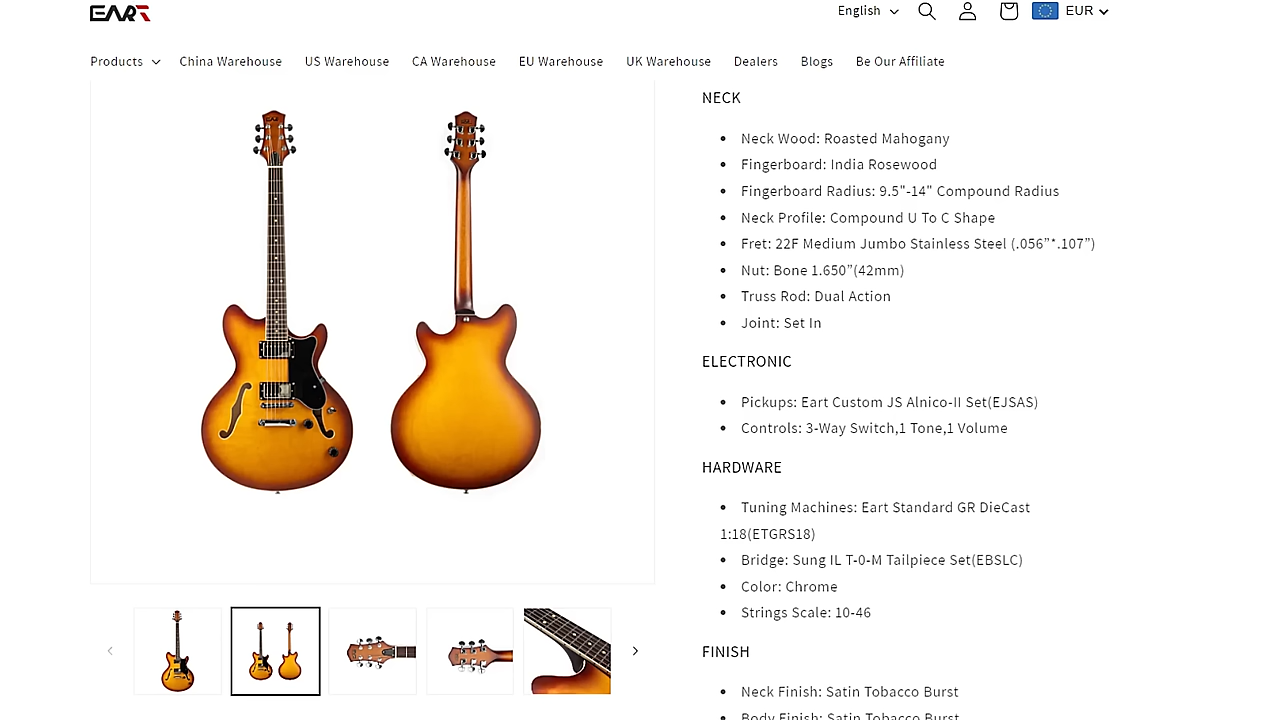 EART
English
EUR
Products
China Warehouse
US Warehouse
CA Warehouse
EU Warehouse
UK Warehouse
Dealers
Blogs
Be Our Affiliate
NECK
Neck Wood: Roasted Mahogany
Fingerboard: India Rosewood
Fingerboard Radius: 9.5"-14" Compound Radius
Neck Profile: Compound U To C Shape
Fret: 22F Medium Jumbo Stainless Steel (.056”*.107”)
Nut: Bone 1.650”(42mm)
Truss Rod: Dual Action
Joint: Set In
ELECTRONIC
Pickups: Eart Custom JS Alnico-II Set(EJSAS)
Controls: 3-Way Switch,1 Tone,1 Volume
HARDWARE
Tuning Machines: Eart Standard GR DieCast
1:18(ETGRS18)
Bridge: Sung IL T-0-M Tailpiece Set(EBSLC)
Color: Chrome
Strings Scale: 10-46
FINISH
Neck Finish: Satin Tobacco Burst
Body Finish: Satin Tobacco Burst